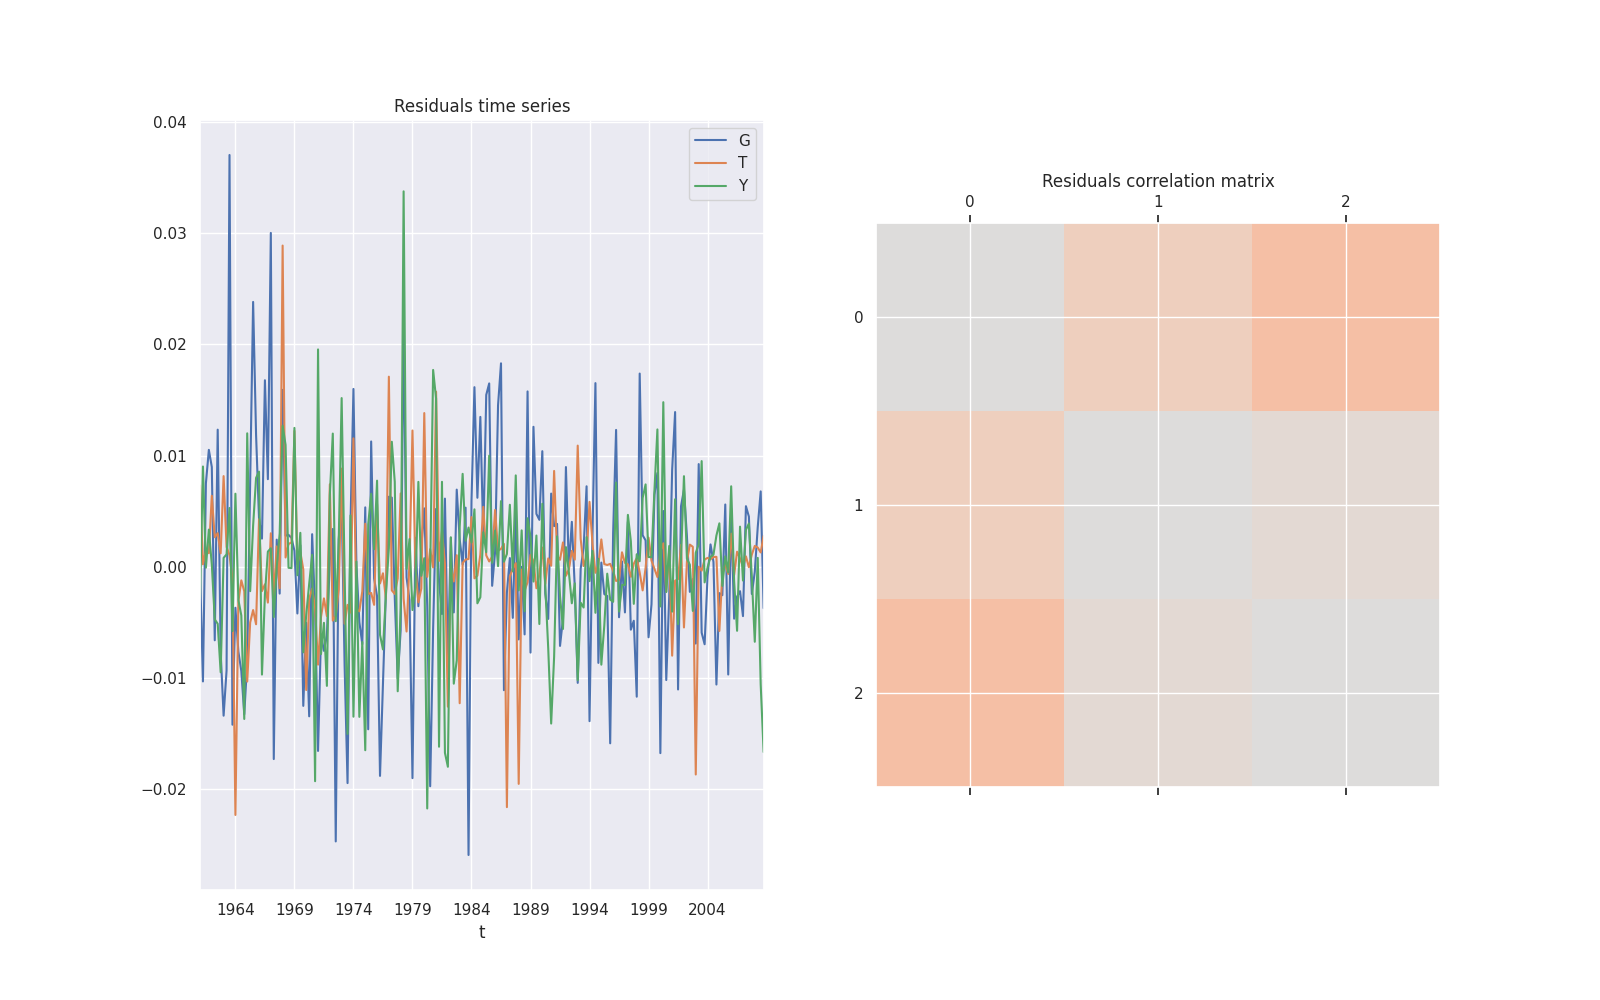 Residuals time series
0.04
0.03
0.02
0.01
0.00
−0.01
−0.02
G
T
Y
1964 1969 1974 1979 1984 1989 1994 1999 2004
t
Residuals correlation matrix
0 1 2
0
1
2